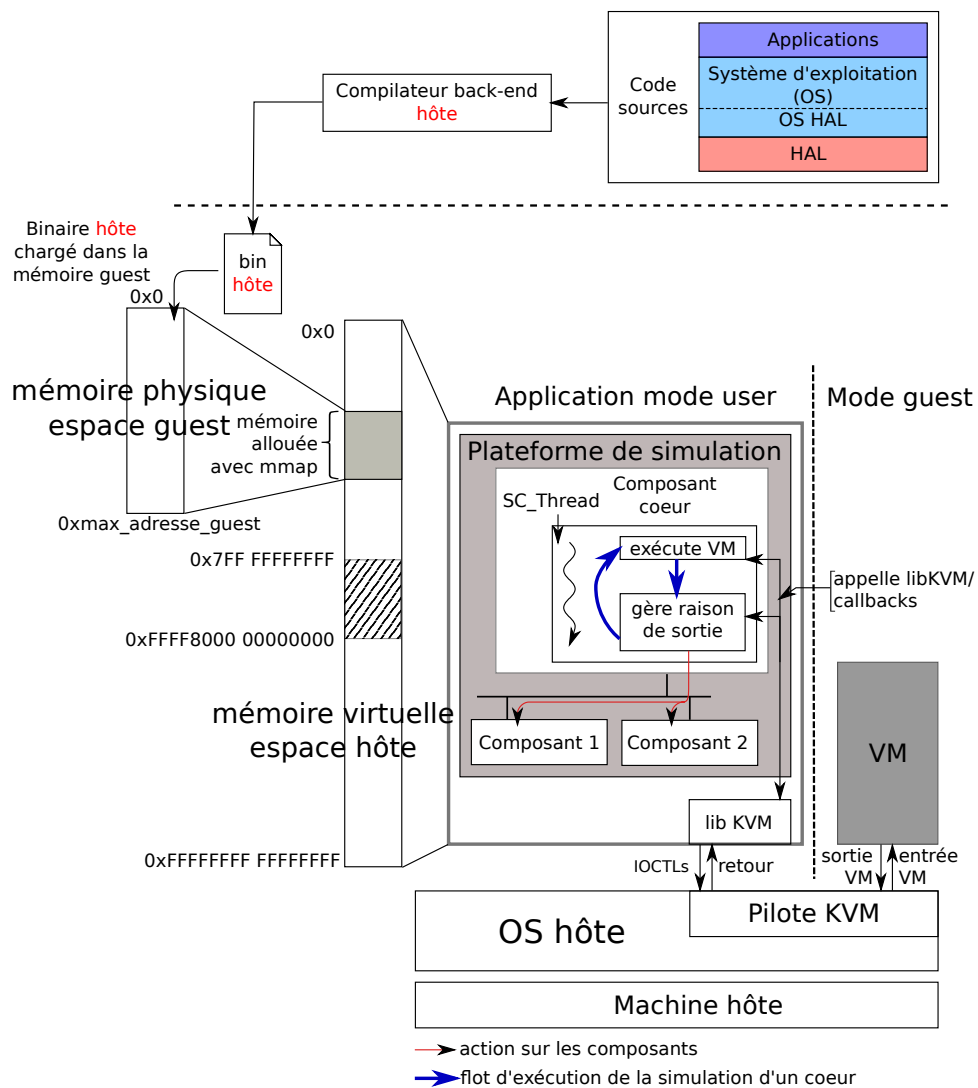 Applications
Système d'exploitation
(OS)
OS HAL
HAL
Code
sources
Compilateur back-end
hôte
Binaire hôte
chargé dans la
mémoire guest
bin
hôte
0x0
0x0
mémoire physique
espace guest
mémoire
allouée
avec mmap
0xmax_adresse_guest
0x7FF FFFFFFFF
0xFFFF8000 00000000
mémoire virtuelle
espace hôte
0xFFFFFFFF FFFFFFFF
Application mode user
Mode guest
Plateforme de simulation
Composant
coeur
SC_Thread
exécute VM
gère raison
de sortie
appelle libKVM/
callbacks
Composant 1
Composant 2
VM
lib KVM
IOCTLs
retour
sortie
VM
entrée
VM
Pilote KVM
OS hôte
Machine hôte
action sur les composants
flot d'exécution de la simulation d'un coeur